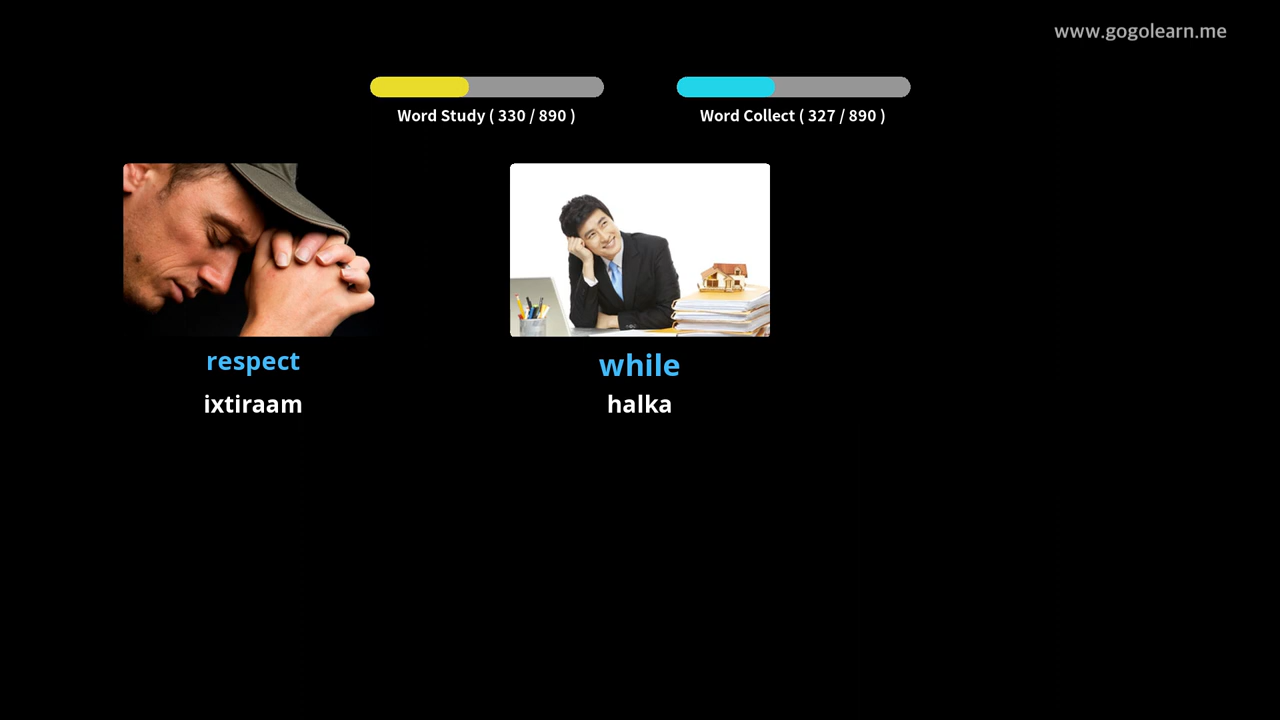 www.gogolearn.me
Word Study ( 330 / 890 )
Word Collect ( 327 / 890 )
respect
ixtiraam
while
halka